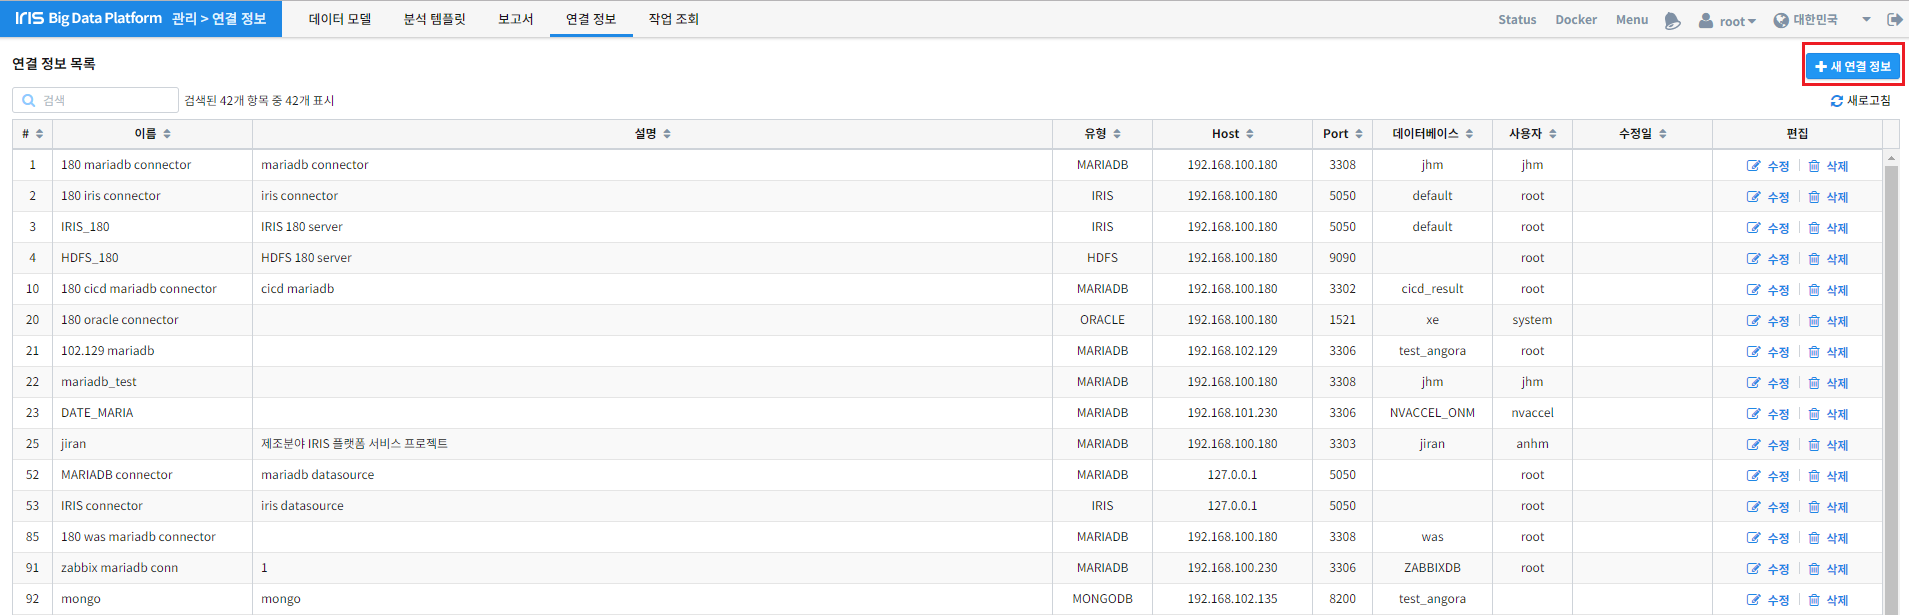 IRIS Big Data Platform 관리 > 연결 정보 데이터 모델 분석 템플릿 보고서 연결 정보 작업 조회 Status Docker Menu root 대한민국
연결 정보 목록 새 연결 정보
검색 검색된 42개 항목 중 42개 표시 새로고침
# 이름 설명 유형 Host Port 데이터베이스 사용자 수정일 편집
1 180 mariadb connector mariadb connector MARIADB 192.168.100.180 3308 jhm jhm 수정 삭제
2 180 iris connector iris connector IRIS 192.168.100.180 5050 default root 수정 삭제
3 IRIS_180 IRIS 180 server IRIS 192.168.100.180 5050 default root 수정 삭제
4 HDFS_180 HDFS 180 server HDFS 192.168.100.180 9090 root 수정 삭제
10 180 cicd mariadb connector cicd mariadb MARIADB 192.168.100.180 3302 cicd_result root 수정 삭제
20 180 oracle connector ORACLE 192.168.100.180 1521 xe system 수정 삭제
21 102.129 mariadb MARIADB 192.168.102.129 3306 test_angora root 수정 삭제
22 mariadb_test MARIADB 192.168.100.180 3308 jhm jhm 수정 삭제
23 DATE_MARIA MARIADB 192.168.101.230 3306 NVACCEL_ONM nvaccel 수정 삭제
25 jiran 제조분야 IRIS 플랫폼 서비스 프로젝트 MARIADB 192.168.100.180 3303 jiran anhm 수정 삭제
52 MARIADB connector mariadb datasource MARIADB 127.0.0.1 5050 root 수정 삭제
53 IRIS connector iris datasource IRIS 127.0.0.1 5050 root 수정 삭제
85 180 was mariadb connector MARIADB 192.168.100.180 3308 was root 수정 삭제
91 zabbix mariadb conn 1 MARIADB 192.168.100.230 3306 ZABBIXDB root 수정 삭제
92 mongo mongo MONGODB 192.168.102.135 8200 test_angora 수정 삭제